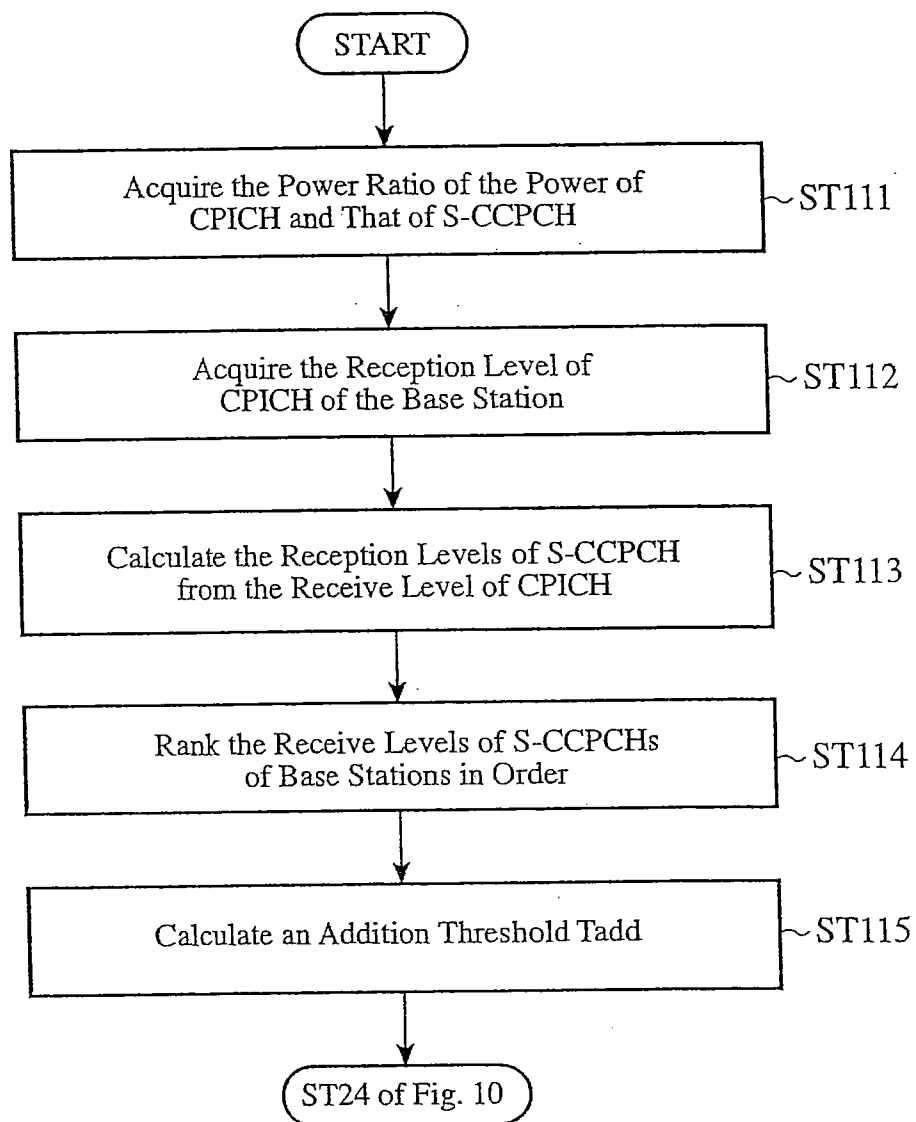 START
Acquire the Power Ratio of the Power of
CPICH and That of S-CCPCH
ST111
Acquire the Reception Level of
CPICH of the Base Station
ST112
Calculate the Reception Levels of S-CCPCH
from the Receive Level of CPICH
ST113
Rank the Receive Levels of S-CCPCHs
of Base Stations in Order
ST114
Calculate an Addition Threshold Tadd
ST115
ST24 of Fig. 10